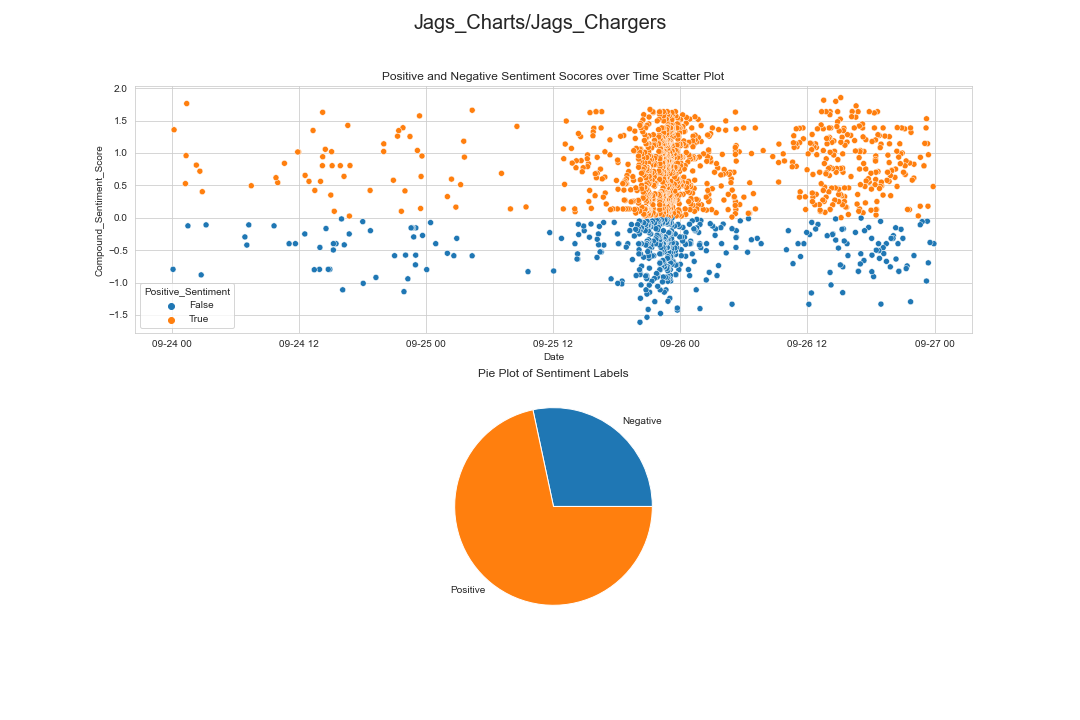 Jags_Charts/Jags_Chargers
Positive and Negative Sentiment Socores over Time Scatter Plot
2.0
1.5
1.0
0.5
0.0
−0.5
−1.0
−1.5
Compound_Sentiment_Score
Positive_Sentiment
False
True
09-24 00 09-24 12 09-25 00 09-25 12 09-26 00 09-26 12 09-27 00
Date
Pie Plot of Sentiment Labels
Negative
Positive